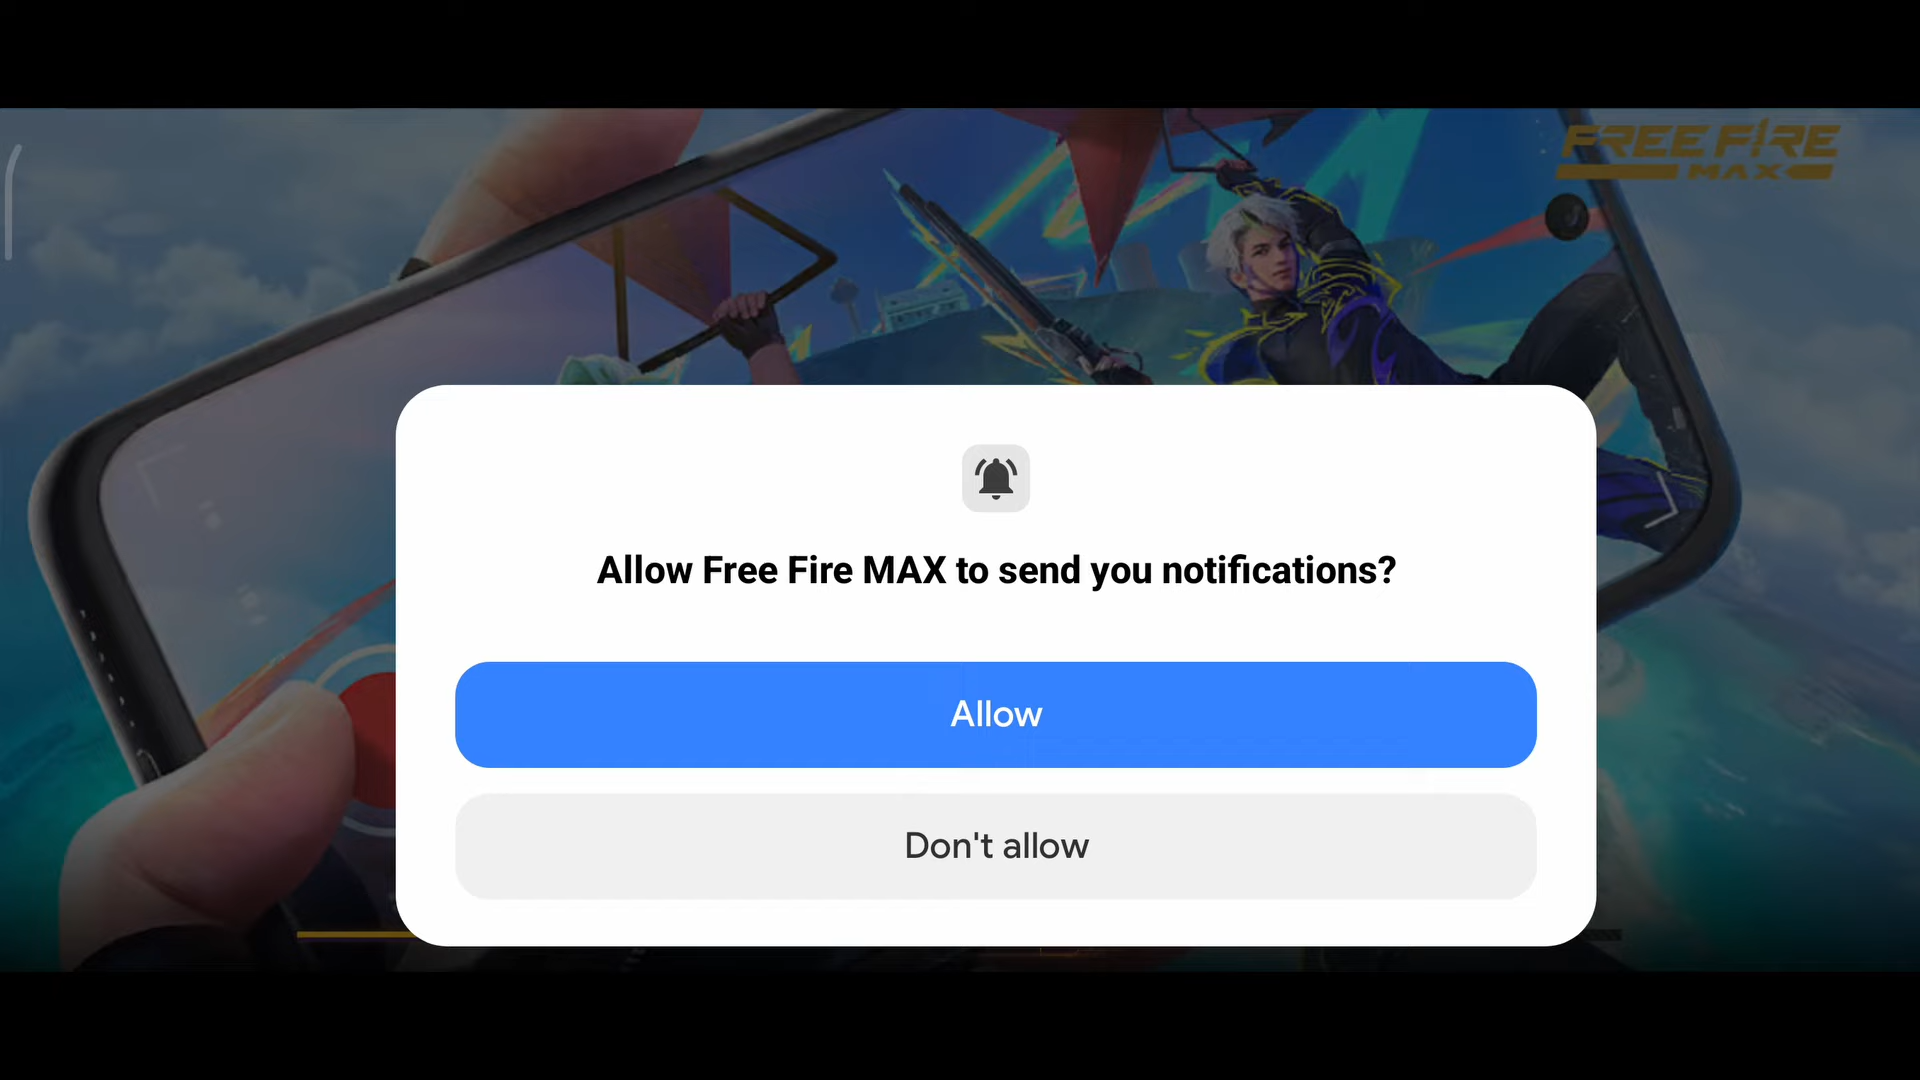 FREE FIRE
MAX
Allow Free Fire MAX to send you notifications?
Allow
Don't allow